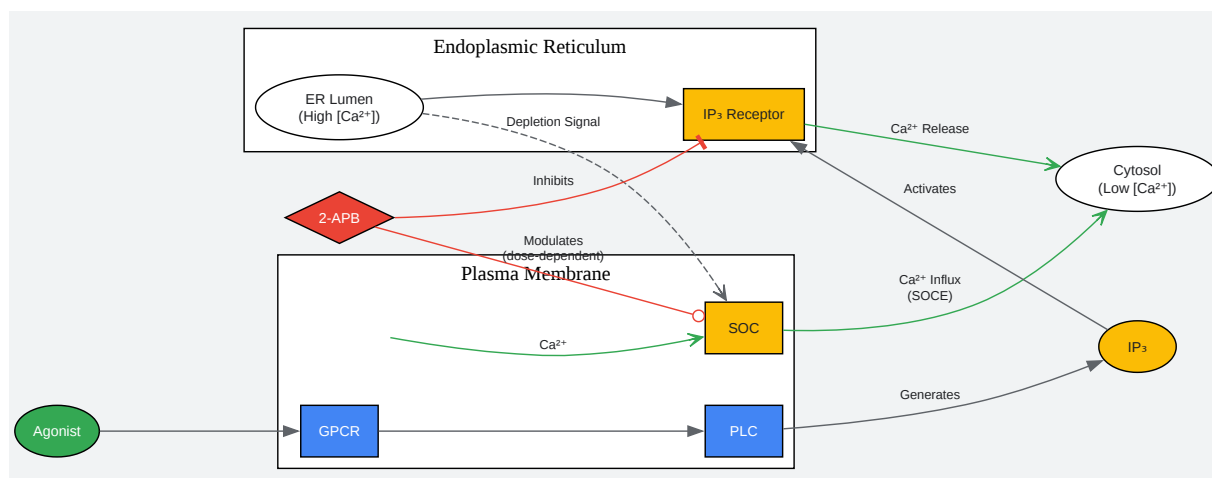 Endoplasmic Reticulum
ER Lumen
(High [Ca²⁺])
IP₃ Receptor
Depletion Signal
Ca²⁺ Release
Cytosol
(Low [Ca²⁺])
Inhibits
Activates
2-APB
Modulates
(dose-dependent)
Plasma Membrane
Ca²⁺ Influx
(SOCE)
SOC
Ca²⁺
IP₃
Generates
Agonist
GPCR
PLC